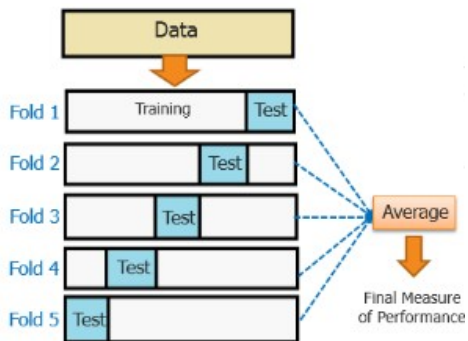 Data
Fold 1
Training
Test
Fold 2
Test
Fold 3
Test
Average
Fold 4
Test
Final Measure
of Performance
Fold 5
Test